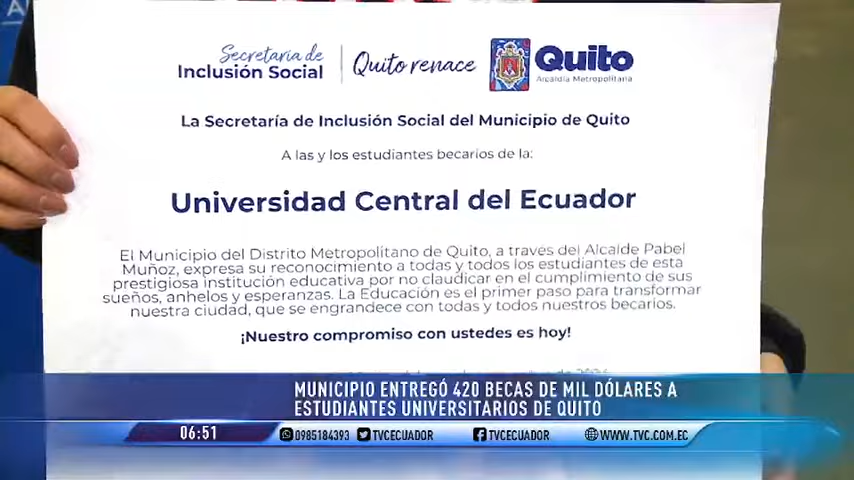 Secretaría de
Inclusión Social
Quito renace
Quito
Alcaldía Metropolitana
La Secretaría de Inclusión Social del Municipio de Quito
A las y los estudiantes becarios de la:
Universidad Central del Ecuador
El Municipio del Distrito Metropolitano de Quito, a través del Alcalde Pabel
Muñoz, expresa su reconocimiento a todas y todos los estudiantes de esta
prestigiosa institución educativa por no claudicar en el cumplimiento de sus
sueños, anhelos y esperanzas. La Educación es el primer paso para transformar
nuestra ciudad, que se engrandece con todas y todos nuestros becarios.
¡Nuestro compromiso con ustedes es hoy!
MUNICIPIO ENTREGÓ 420 BECAS DE MIL DÓLARES A
ESTUDIANTES UNIVERSITARIOS DE QUITO
06:51
0985184393
TVCECUADOR
TVCECUADOR
WWW.TVC.COM.EC